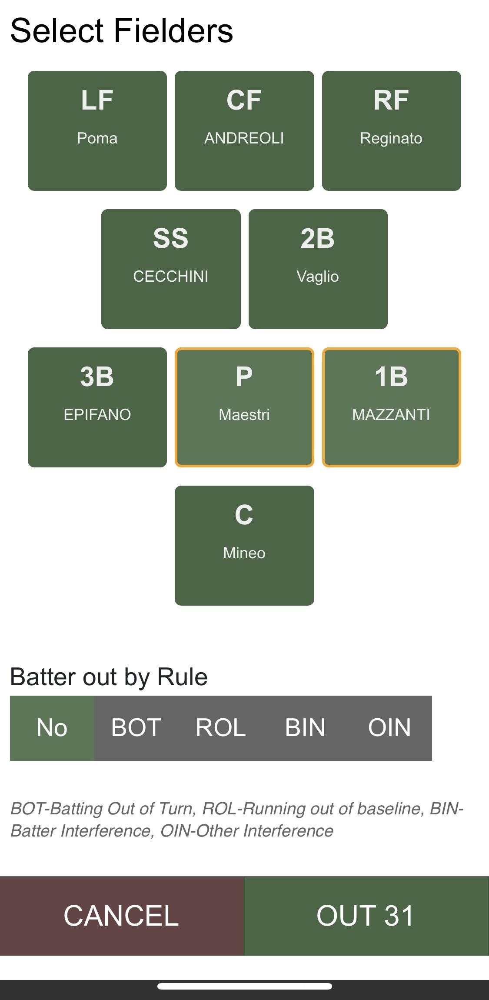 Select Fielders
LF CF RF
Poma ANDREOLI Reginato
SS 2B
CECCHINI Vaglio
3B P 1B
EPIFANO Maestri MAZZANTI
C
Mineo
Batter out by Rule
No BOT ROL BIN OIN
BOT-Batting Out of Turn, ROL-Running out of baseline, BIN-
Batter Interference, OIN-Other Interference
CANCEL OUT 31